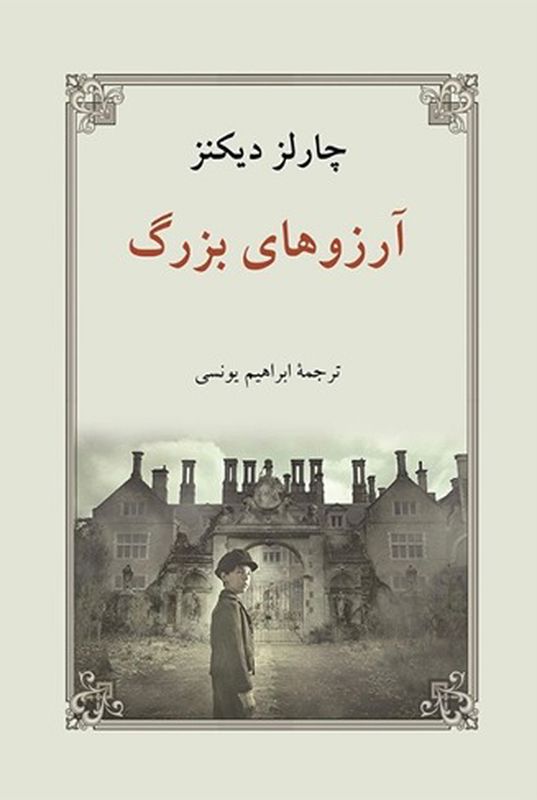 چارلز دیکنز
آرزوهای بزرگ
ترجمهٔ ابراهیم یونسی